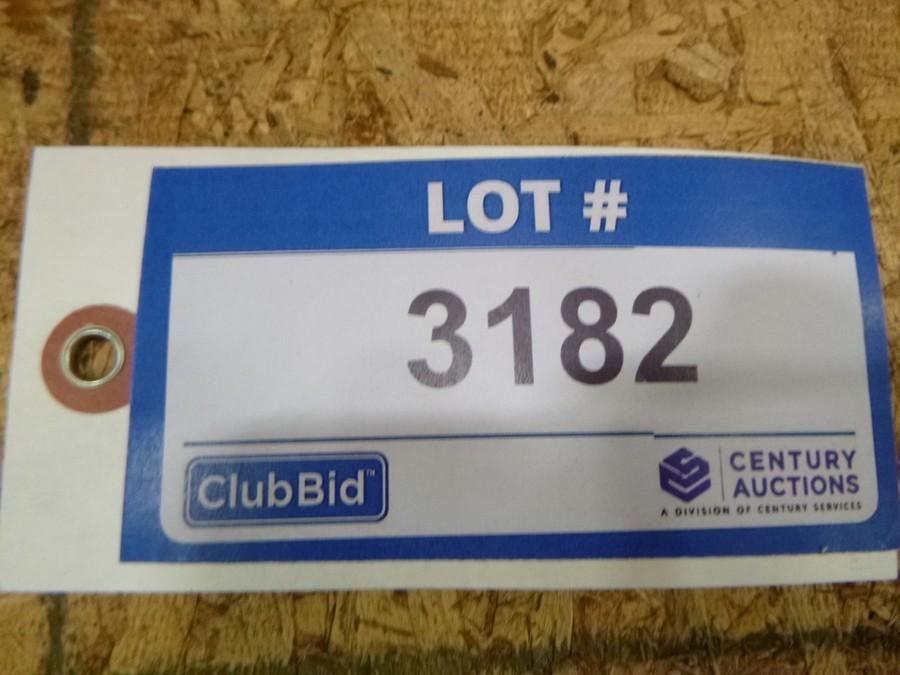 LOT #
3182
ClubBid™
CENTURY
AUCTIONS
A DIVISION OF CENTURY SERVICES